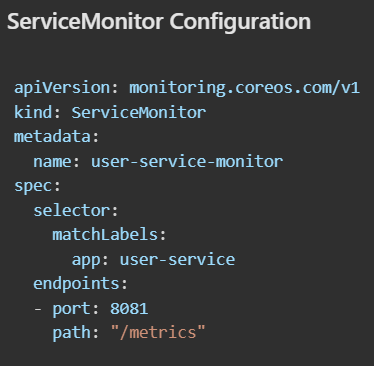 ServiceMonitor Configuration
apiVersion: monitoring.coreos.com/v1
kind: ServiceMonitor
metadata:
  name: user-service-monitor
spec:
  selector:
    matchLabels:
      app: user-service
  endpoints:
  - port: 8081
    path: "/metrics"